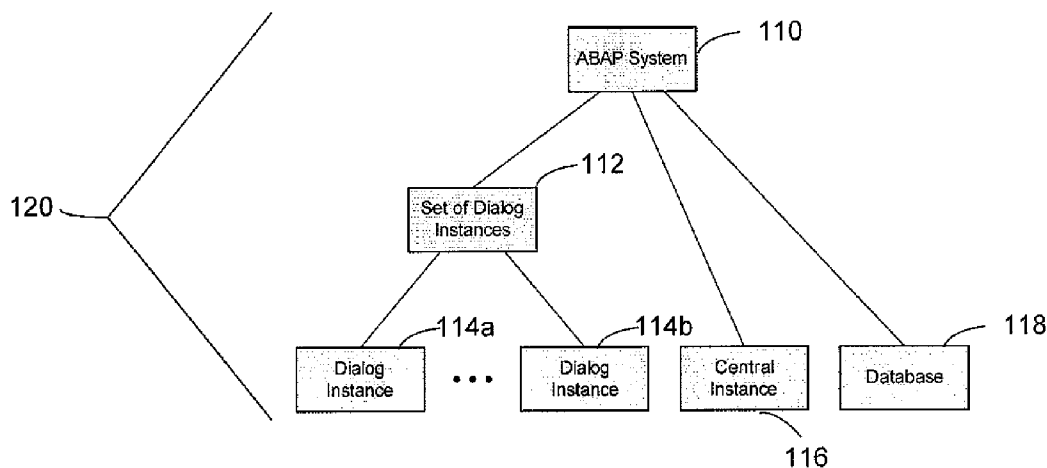 110
ABAP System
112
120
Set of Dialog
Instances
114a
114b
118
Dialog
Instance
• • •
Dialog
Instance
Central
Instance
Database
116